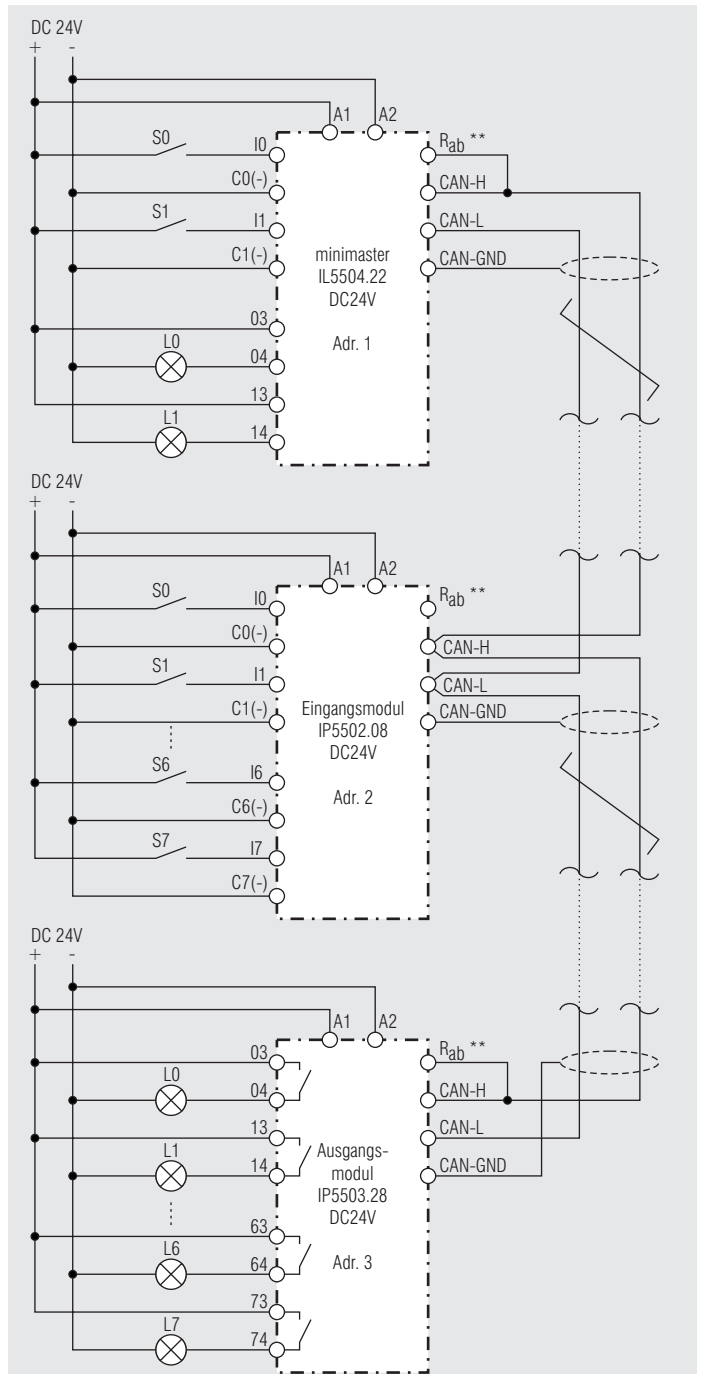 DC 24V
+ -
A1 A2
S0 I0 Rab **
C0(-) CAN-H
S1 I1 CAN-L
C1(-) CAN-GND
minimaster
IL5504.22
DC24V
03
Adr. 1
L0 04
13
L1 14
DC 24V
+ -
A1 A2
S0 I0 Rab **
C0(-) CAN-H
S1 I1 CAN-L
C1(-) CAN-GND
Eingangsmodul
IP5502.08
DC24V
S6 I6
Adr. 2
C6(-)
S7 I7
C7(-)
DC 24V
+ -
A1 A2
03 Rab **
L0 04 CAN-H
13 CAN-L
L1 14 CAN-GND
Ausgangs-
modul
IP5503.28
DC24V
63
L6 64 Adr. 3
73
L7 74